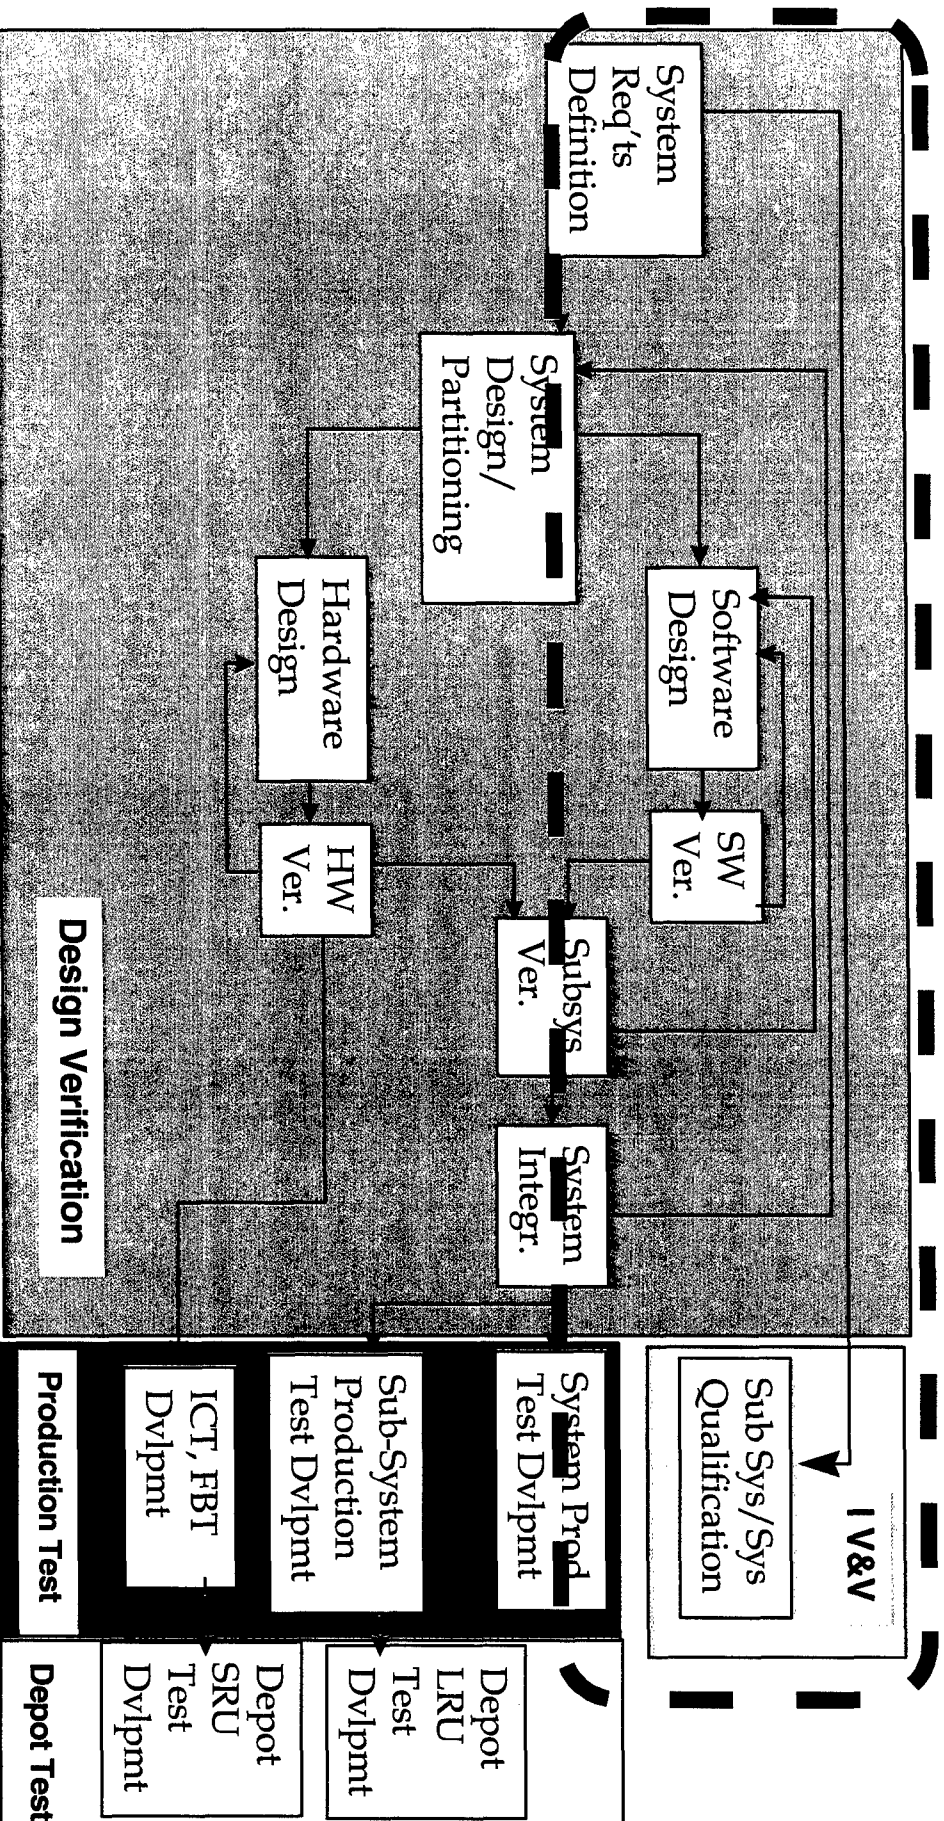 System
Req'ts
Definition
System
Design/
Partitioning
Software
Design
Hardware
Design
SW
Ver.
HW
Ver.
Subsys
Ver.
System
Integr.
Design Verification
I V&V
Sub Sys/Sys
Qualification
System Prod
Test Dvlpmt
Sub-System
Production
Test Dvlpmt
ICT, FBT
Dvlpmt
Production Test
Depot
LRU
Test
Dvlpmt
Depot
SRU
Test
Dvlpmt
Depot Test